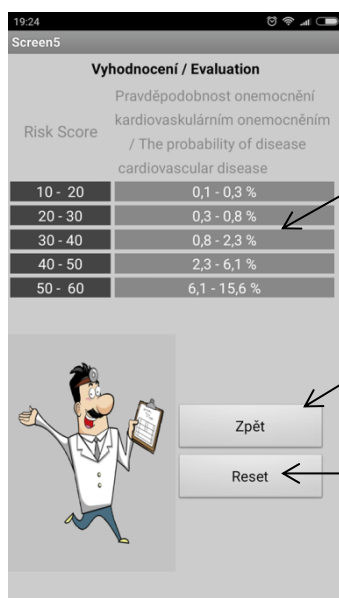 19:24
Screen5
Vyhodnocení / Evaluation
Risk Score
Pravděpodobnost onemocnění
kardiovaskulárním onemocněním
/ The probability of disease
cardiovascular disease
10 - 20 0,1 - 0,3 %
20 - 30 0,3 - 0,8 %
30 - 40 0,8 - 2,3 %
40 - 50 2,3 - 6,1 %
50 - 60 6,1 - 15,6 %
Zpět
Reset